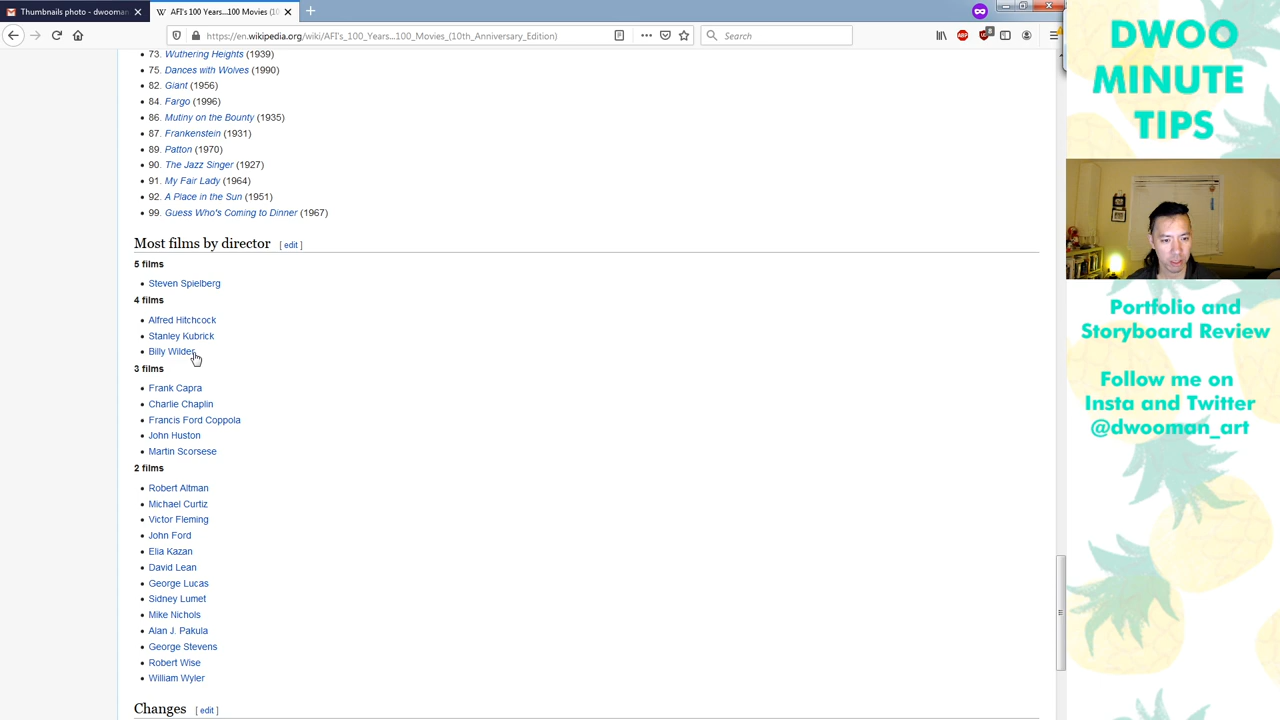 Thumbnails photo - dwooman
AFI's 100 Years...100 Movies (10
https://en.wikipedia.org/wiki/AFI's_100_Years...100_Movies_(10th_Anniversary_Edition)
Search
73. Wuthering Heights (1939)
75. Dances with Wolves (1990)
82. Giant (1956)
84. Fargo (1996)
86. Mutiny on the Bounty (1935)
87. Frankenstein (1931)
89. Patton (1970)
90. The Jazz Singer (1927)
91. My Fair Lady (1964)
92. A Place in the Sun (1951)
99. Guess Who's Coming to Dinner (1967)
Most films by director [ edit ]
5 films
Steven Spielberg
4 films
Alfred Hitchcock
Stanley Kubrick
Billy Wilder
3 films
Frank Capra
Charlie Chaplin
Francis Ford Coppola
John Huston
Martin Scorsese
2 films
Robert Altman
Michael Curtiz
Victor Fleming
John Ford
Elia Kazan
David Lean
George Lucas
Sidney Lumet
Mike Nichols
Alan J. Pakula
George Stevens
Robert Wise
William Wyler
Changes [ edit ]
DWOO
MINUTE
TIPS
Portfolio and
Storyboard Review
Follow me on
Insta and Twitter
@dwooman_art